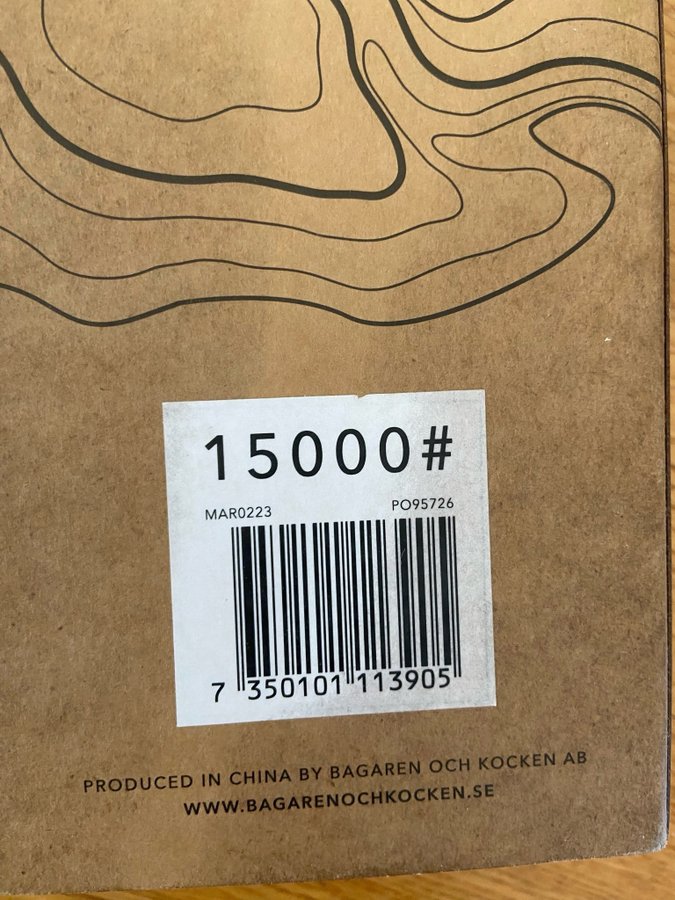 15000#
MAR0223 PO95726
7 350101 113905
PRODUCED IN CHINA BY BAGAREN OCH KOCKEN AB
WWW.BAGARENOCHKOCKEN.SE